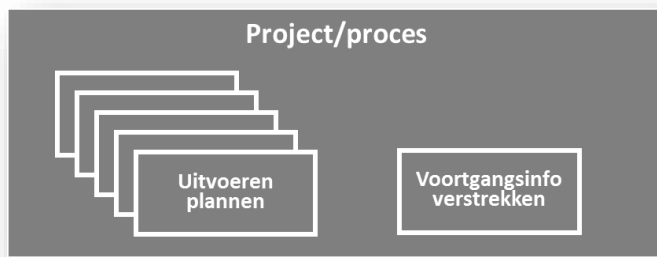 Project/proces
Uitvoeren
plannen
Voortgangsinfo
verstrekken